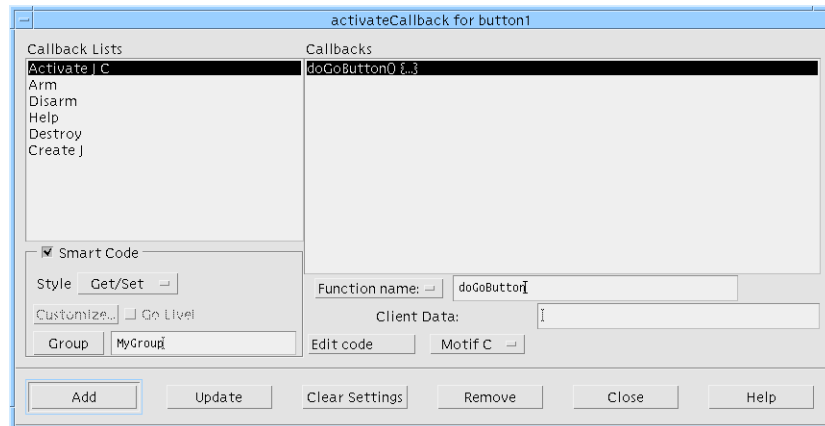 activateCallback for button1
Callback Lists
Callbacks
Activate J C
doGoButton() {...}
Arm
Disarm
Help
Destroy
Create J
Smart Code
Style Get/Set
Function name: doGoButton
Customize... Go Live!
Client Data:
Group MyGroup
Edit code Motif C
Add Update Clear Settings Remove Close Help